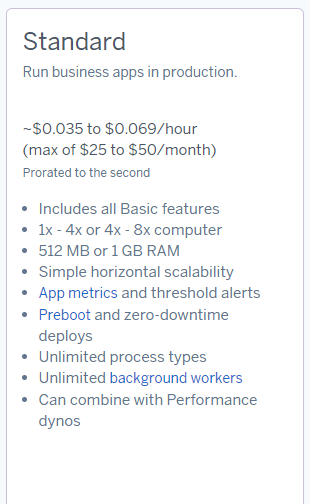 Standard
Run business apps in production.
~$0.035 to $0.069/hour
(max of $25 to $50/month)
Prorated to the second
• Includes all Basic features
• 1x - 4x or 4x - 8x computer
• 512 MB or 1 GB RAM
• Simple horizontal scalability
• App metrics and threshold alerts
• Preboot and zero-downtime
deploys
• Unlimited process types
• Unlimited background workers
• Can combine with Performance
dynos